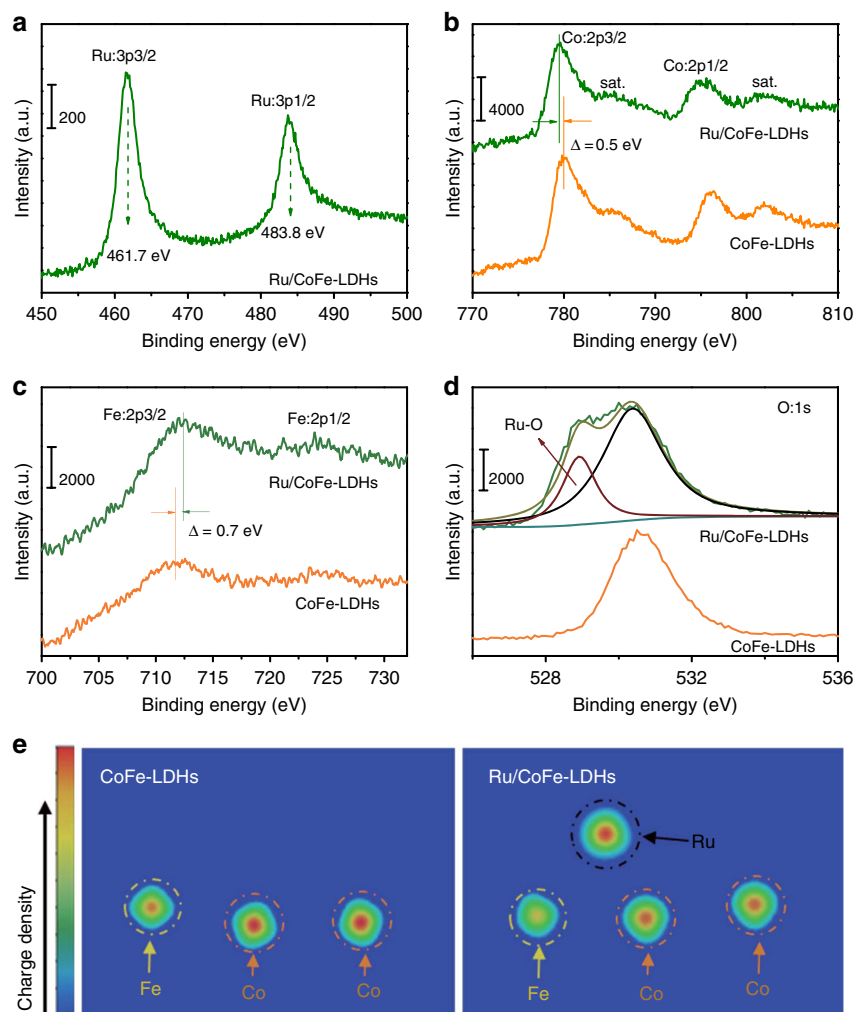 a
Ru:3p3/2
Ru:3p1/2
200
461.7 eV
483.8 eV
Ru/CoFe-LDHs
Intensity (a.u.)
450 460 470 480 490 500
Binding energy (eV)
b
Co:2p3/2
sat.
Co:2p1/2
sat.
4000
Ru/CoFe-LDHs
Δ = 0.5 eV
CoFe-LDHs
Intensity (a.u.)
770 780 790 800 810
Binding energy (eV)
c
Fe:2p3/2
Fe:2p1/2
2000
Ru/CoFe-LDHs
Δ = 0.7 eV
CoFe-LDHs
Intensity (a.u.)
700 705 710 715 720 725 730
Binding energy (eV)
d
O:1s
Ru-O
2000
Ru/CoFe-LDHs
CoFe-LDHs
Intensity (a.u.)
528 532 536
Binding energy (eV)
e
Charge density
CoFe-LDHs
Fe
Co
Co
Ru/CoFe-LDHs
Ru
Fe
Co
Co